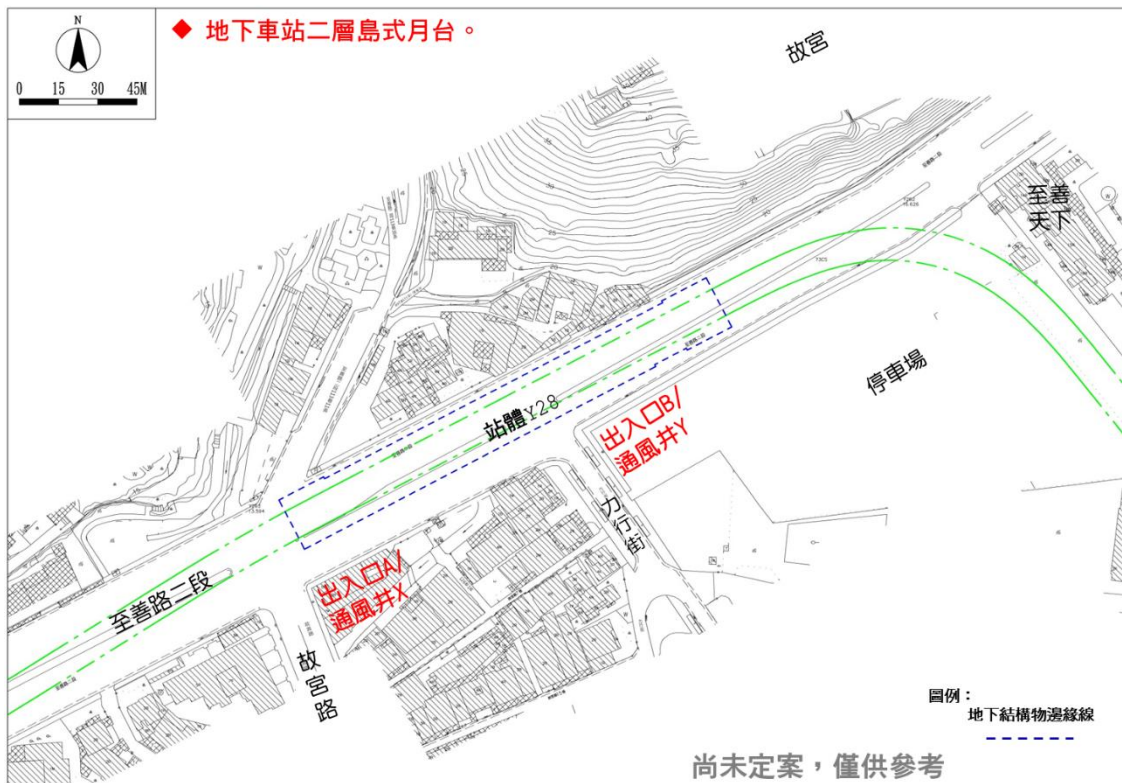 N
0 15 30 45M
◆ 地下車站二層島式月台。
故宮
至善
天下
停車場
站體Y28
出入口B/
通風井Y
力行街
出入口A/
通風井X
至善路二段
故宮路
圖例：
地下結構物邊緣線
尚未定案，僅供參考